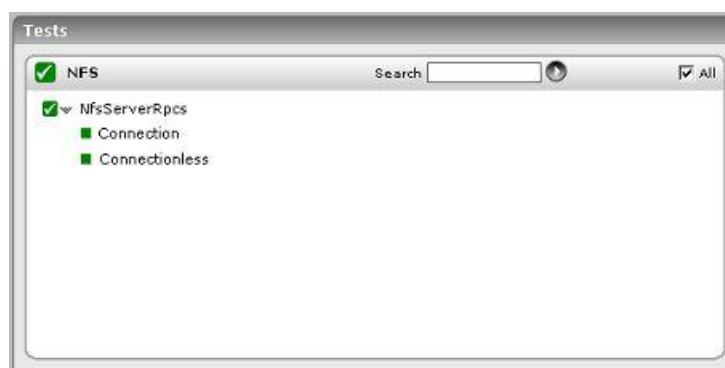 Tests
NFS Search All
NfsServerRpcs
Connection
Connectionless